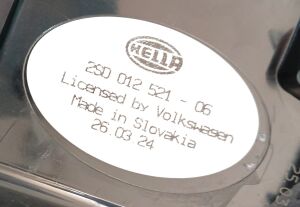 HELLA
2SD 012 521 - 06
Licensed by Volkswagen
Made in Slovakia
26.03.24